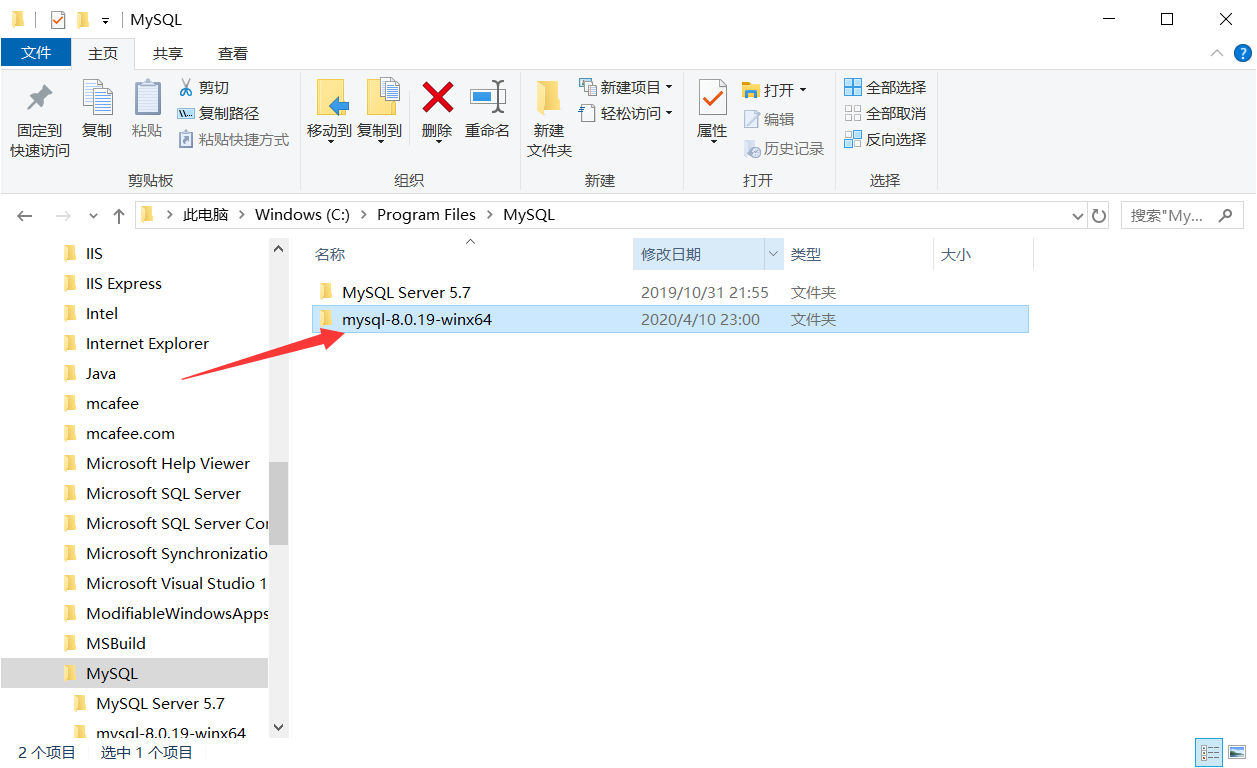 MySQL
文件 主页 共享 查看
固定到
快速访问
复制
粘贴
剪切
复制路径
粘贴快捷方式
剪贴板
移动到
复制到
删除
重命名
组织
新建
文件夹
新建项目
轻松访问
新建
属性
打开
编辑
历史记录
打开
全部选择
全部取消
反向选择
选择
此电脑 > Windows (C:) > Program Files > MySQL
搜索"My...
IIS
IIS Express
Intel
Internet Explorer
Java
mcafee
mcafee.com
Microsoft Help Viewer
Microsoft SQL Server
Microsoft SQL Server Cor
Microsoft Synchronizatio
Microsoft Visual Studio 1
ModifiableWindowsApps
MSBuild
MySQL
MySQL Server 5.7
mysql-8.0.19-winx64
名称 修改日期 类型 大小
MySQL Server 5.7 2019/10/31 21:55 文件夹
mysql-8.0.19-winx64 2020/4/10 23:00 文件夹
2 个项目 选中 1 个项目